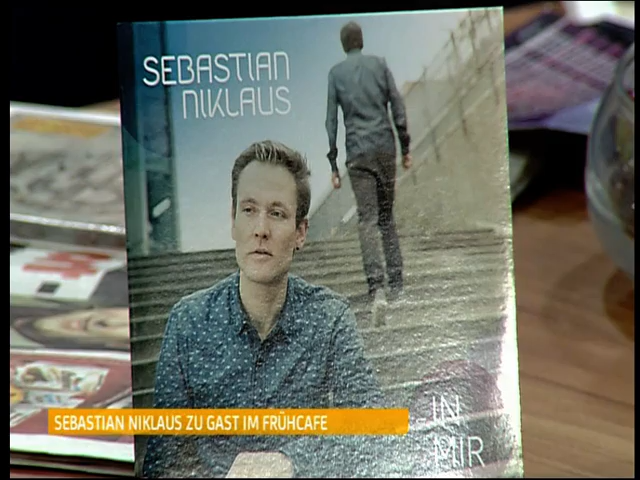 SEBASTIAN
NIKLAUS
SEBASTIAN NIKLAUS ZU GAST IM FRÜHCAFE
IN
MIR